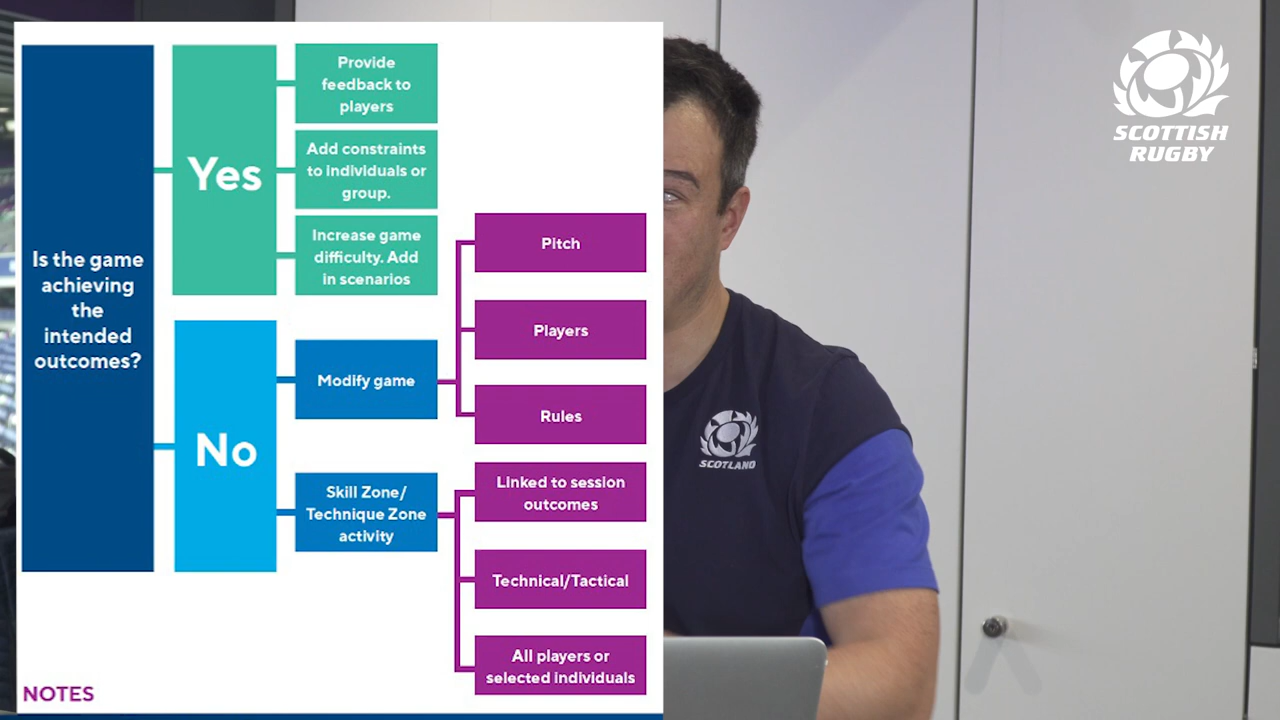 Is the game
achieving
the
intended
outcomes?
Yes
Provide
feedback to
players
Add constraints
to individuals or
group.
Increase game
difficulty. Add
in scenarios
No
Modify game
Pitch
Players
Rules
Skill Zone/
Technique Zone
activity
Linked to session
outcomes
Technical/Tactical
All players or
selected individuals
NOTES
SCOTTISH
RUGBY
SCOTLAND